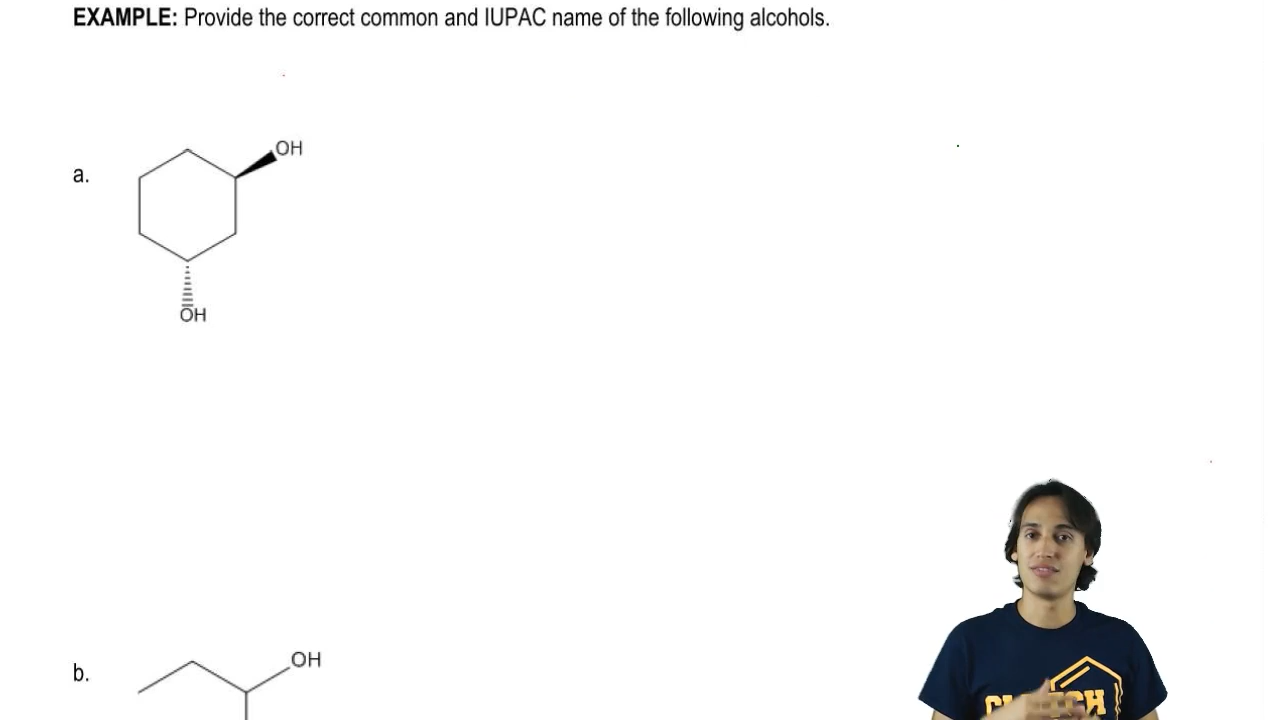 EXAMPLE: Provide the correct common and IUPAC name of the following alcohols.
OH
a.
OH
OH
b.